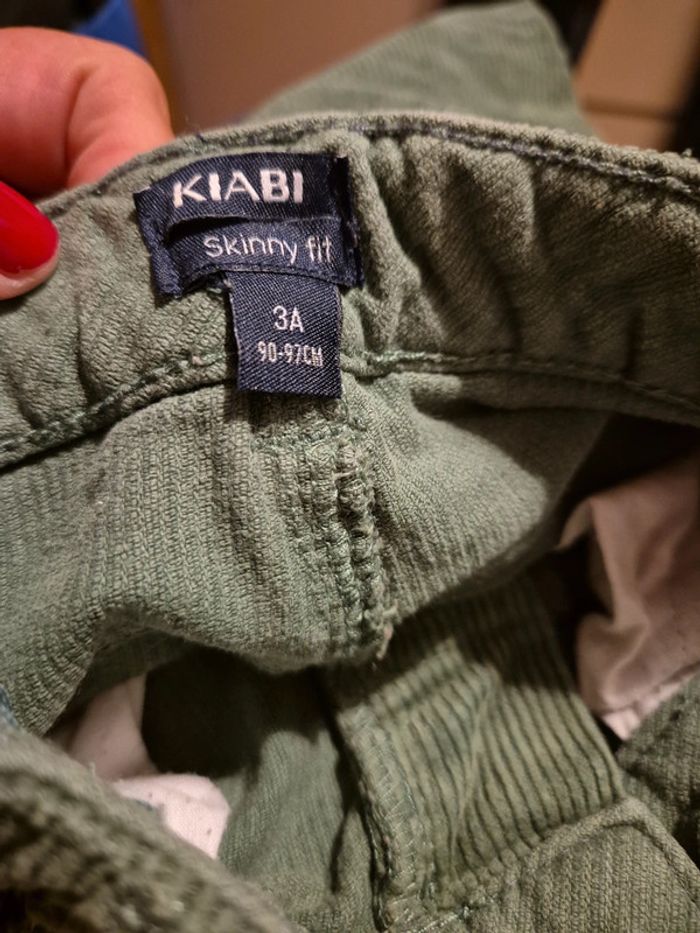 KIABI
Skinny fit
3A
90-97CM